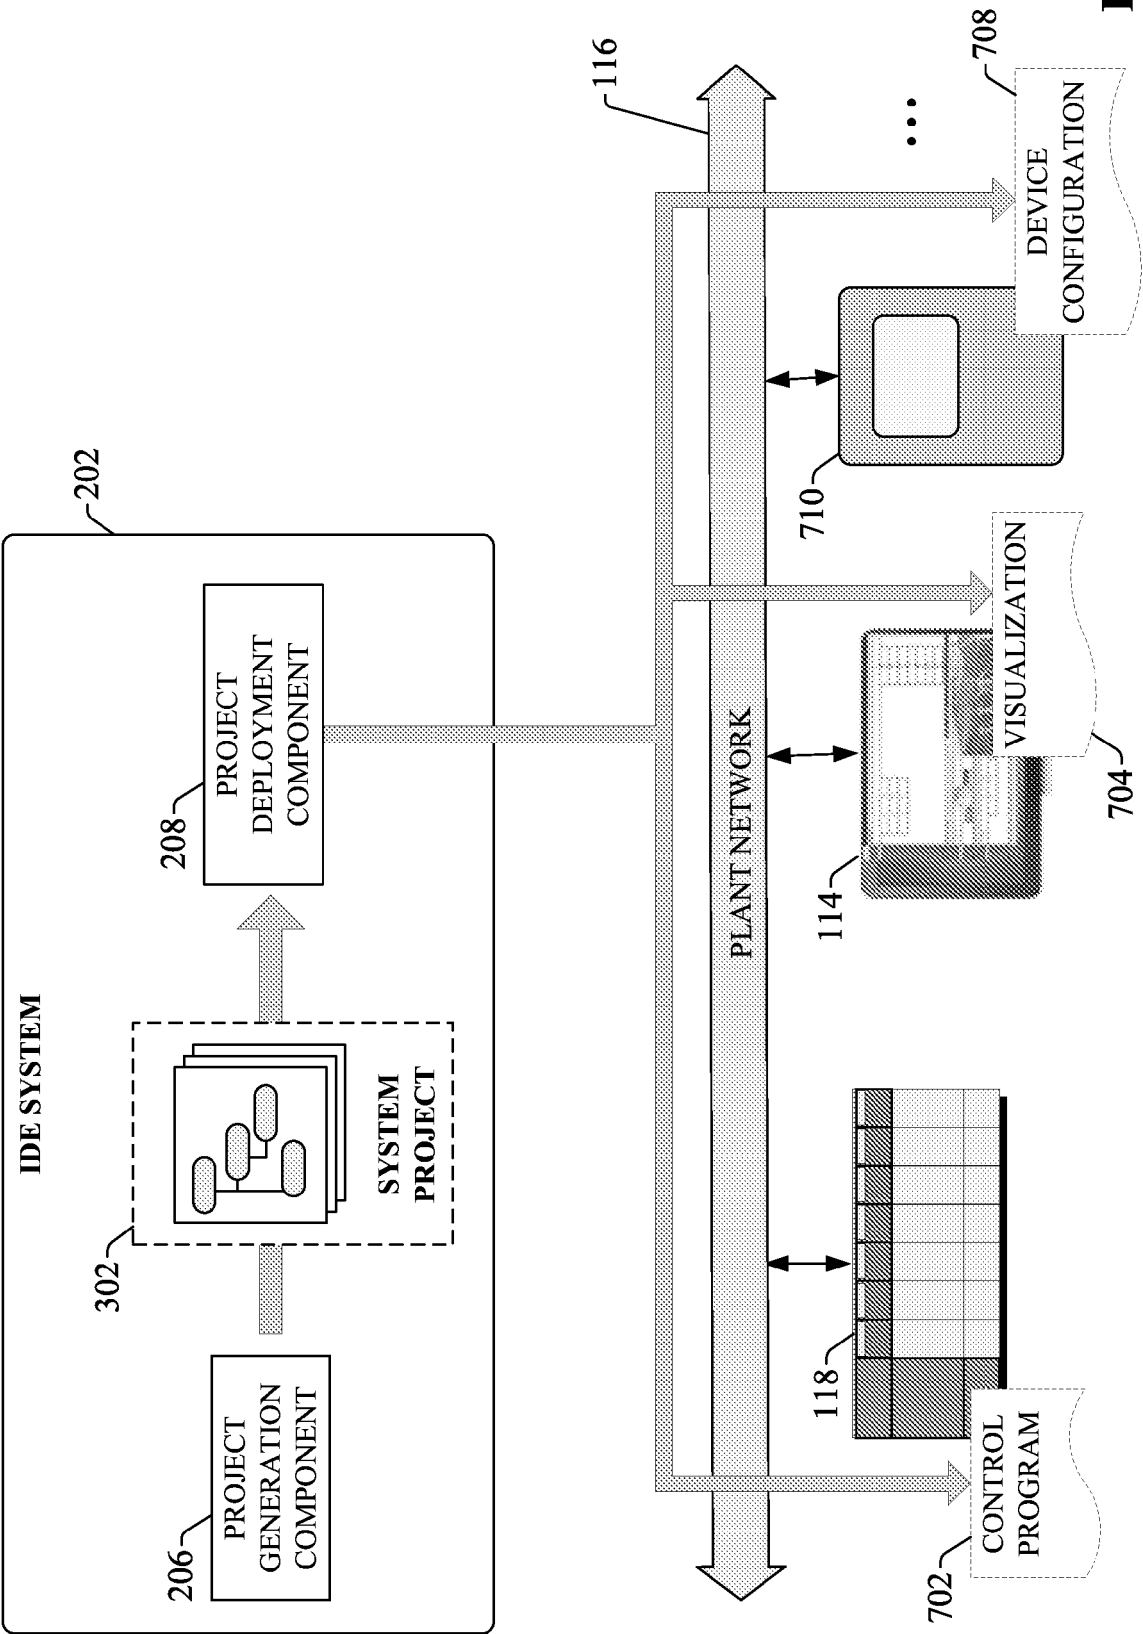 IDE SYSTEM
202
206
PROJECT
GENERATION
COMPONENT
302
SYSTEM
PROJECT
208
PROJECT
DEPLOYMENT
COMPONENT
116
PLANT NETWORK
118
702
CONTROL
PROGRAM
114
VISUALIZATION
704
710
DEVICE
CONFIGURATION
708